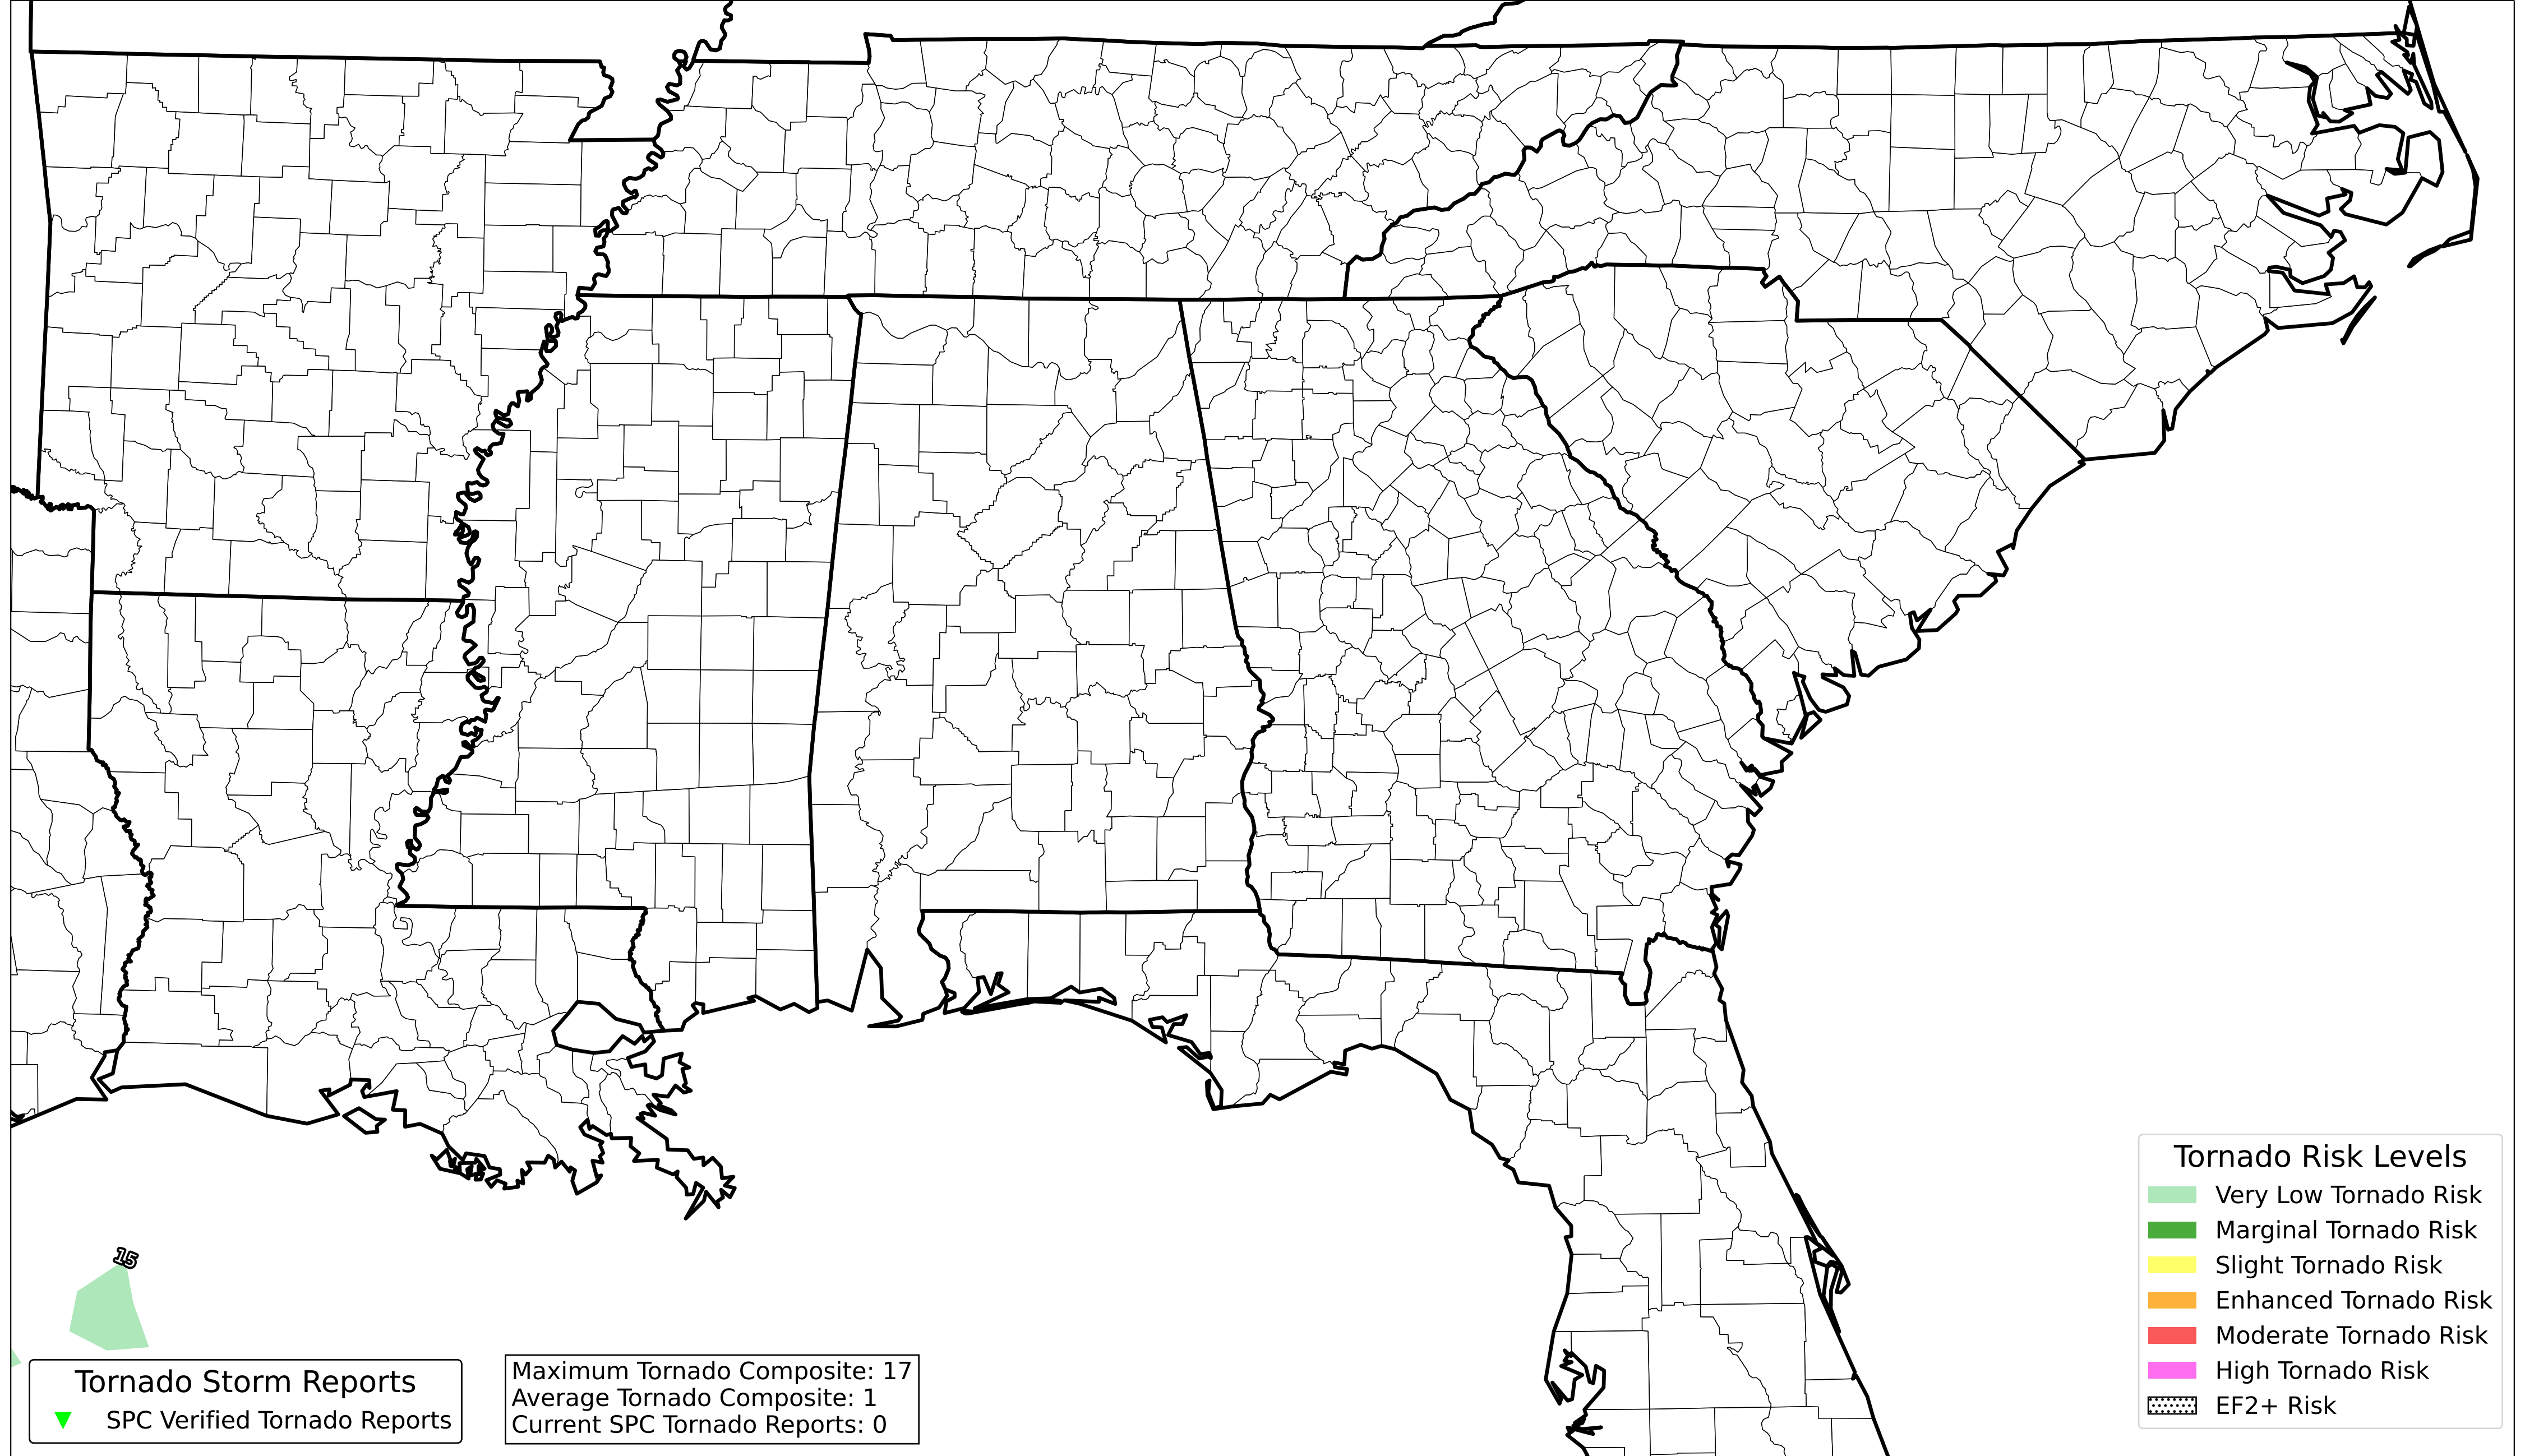 15
Tornado Storm Reports
SPC Verified Tornado Reports
Maximum Tornado Composite: 17
Average Tornado Composite: 1
Current SPC Tornado Reports: 0
Tornado Risk Levels
Very Low Tornado Risk
Marginal Tornado Risk
Slight Tornado Risk
Enhanced Tornado Risk
Moderate Tornado Risk
High Tornado Risk
EF2+ Risk